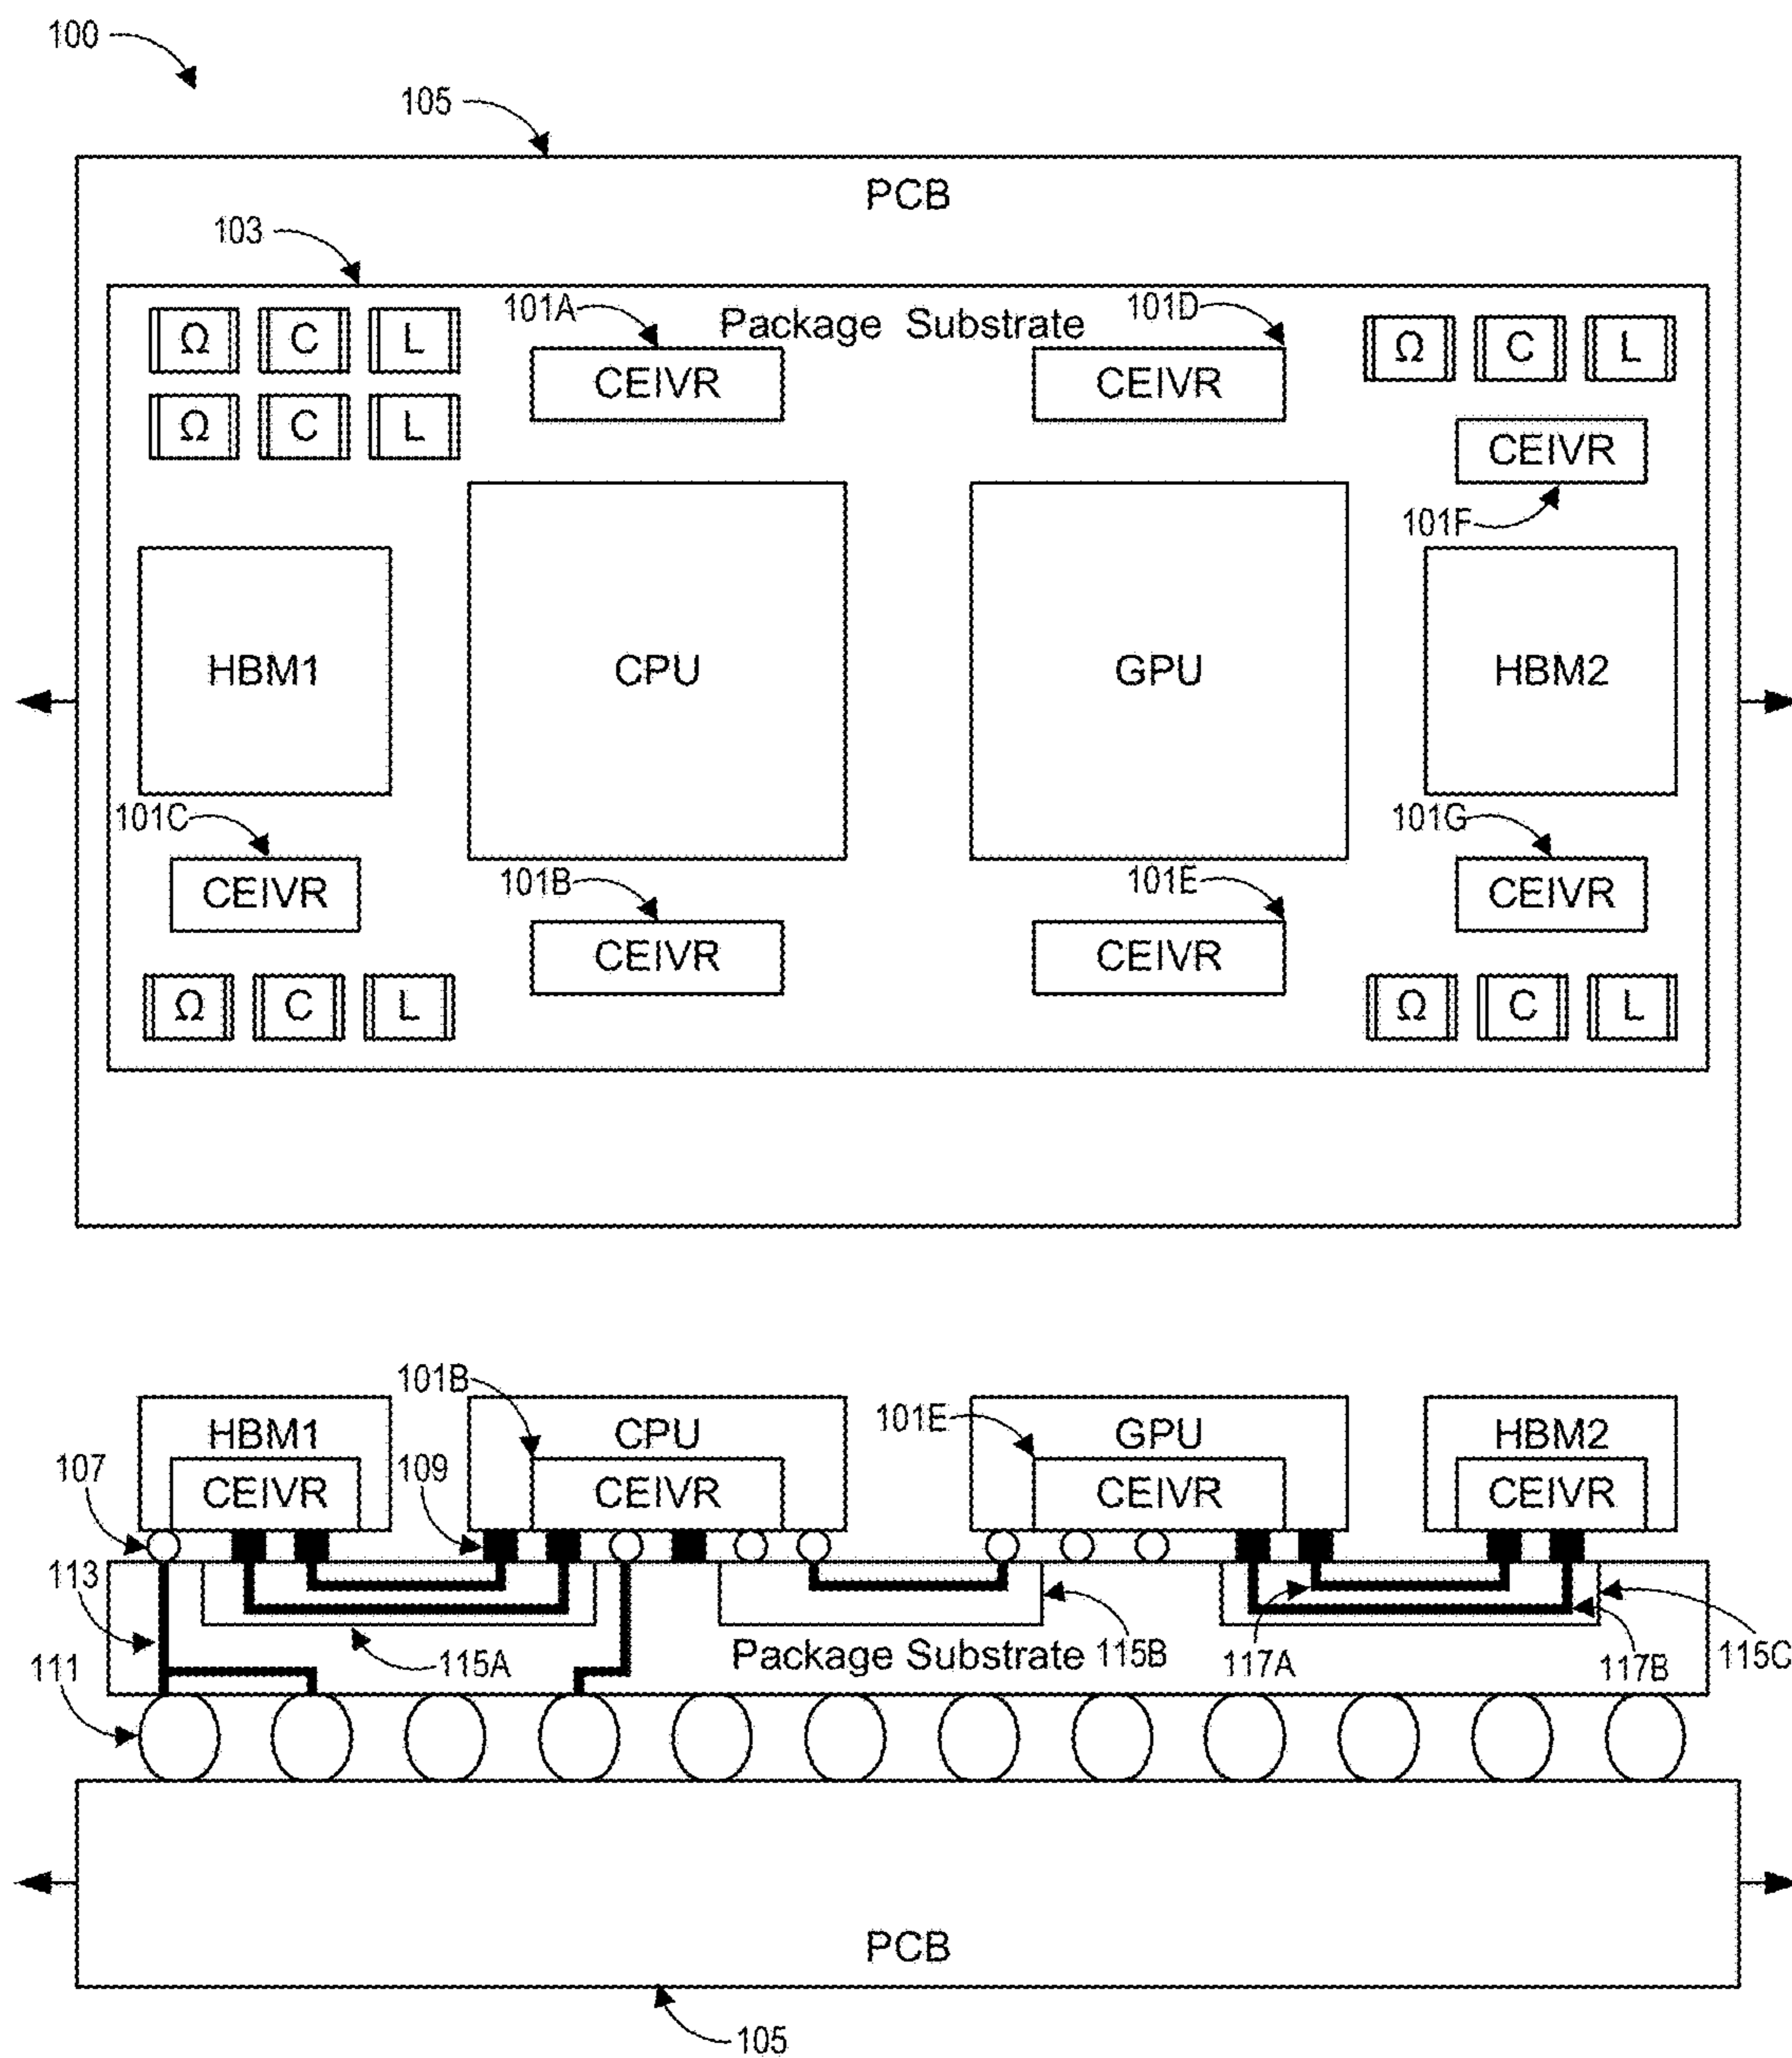 100
105
PCB
103
101A
Package Substrate
101D
Ω C L
CEIVR
CEIVR
Ω C L
Ω C L
CEIVR
101F
HBM1
CPU
GPU
HBM2
101C
101G
CEIVR
101B
101E
CEIVR
CEIVR
CEIVR
Ω C L
Ω C L
101B
101E
HBM1
CPU
GPU
HBM2
107
109
CEIVR
CEIVR
CEIVR
CEIVR
113
111
115A
Package Substrate
115B
117A
117B
115C
PCB
105